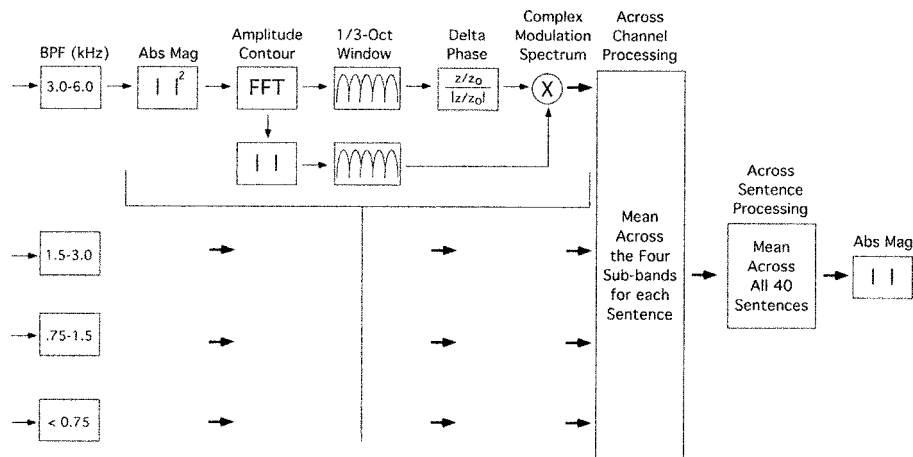 Amplitude
Contour
1/3-Oct
Window
Delta
Phase
Complex
Modulation
Spectrum
Across
Channel
Processing
BPF (kHz)
Abs Mag
3.0-6.0
| |²
FFT
z/z₀
|z/z₀|
X
| |
Across
Sentence
Processing
1.5-3.0
Mean
Across
the Four
Sub-bands
for each
Sentence
Mean
Across
All 40
Sentences
Abs Mag
| |
.75-1.5
< 0.75